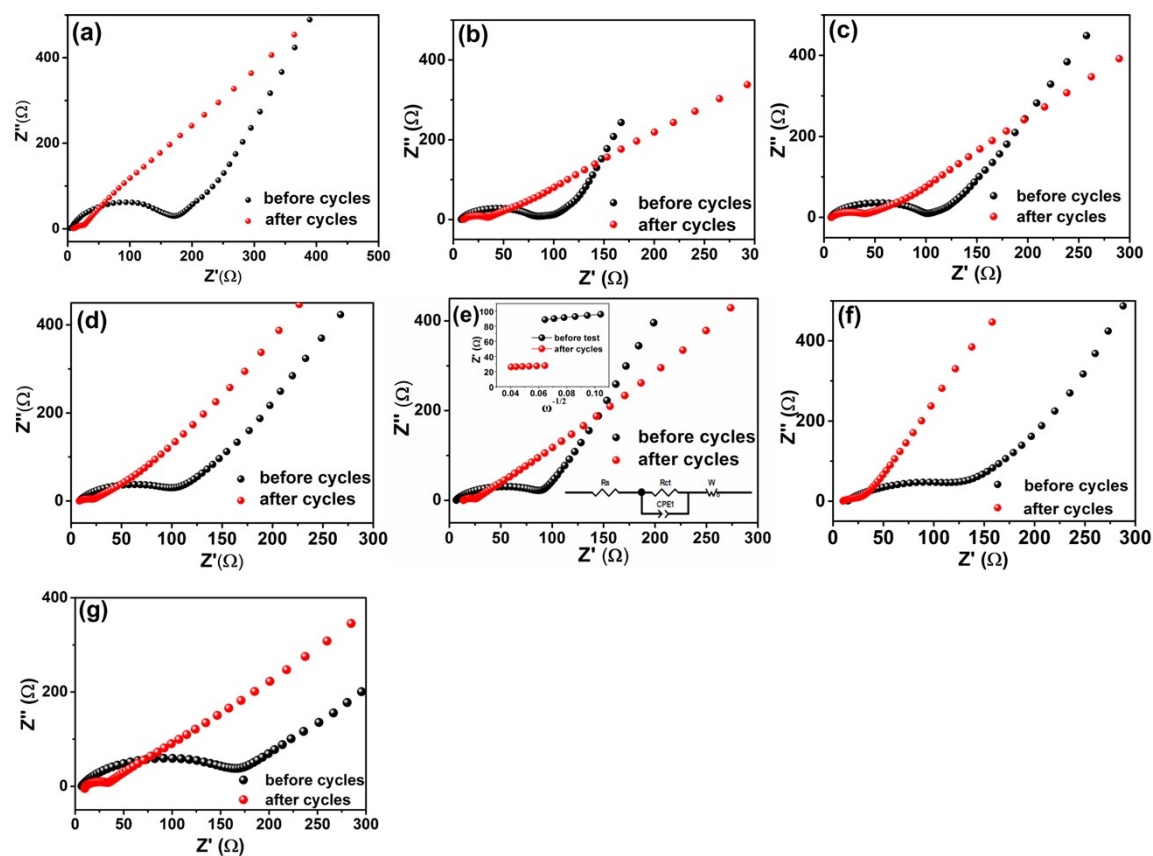 (a)
400
200
0
Z''(Ω)
before cycles
after cycles
0 100 200 300 400 500
Z'(Ω)
(b)
400
200
0
Z'' (Ω)
before cycles
after cycles
0 50 100 150 200 250 300
Z' (Ω)
(c)
400
200
0
Z'' (Ω)
before cycles
after cycles
0 50 100 150 200 250 300
Z' (Ω)
(d)
400
200
0
Z''(Ω)
before cycles
after cycles
0 50 100 150 200 250 300
Z'(Ω)
(e)
400
200
0
Z'' (Ω)
100
80
60
40
20
0
Z' (Ω)
before test
after cycles
0.04 0.06 0.08 0.10
ω-1/2
before cycles
after cycles
Rs Rct W
CPE1
0 50 100 150 200 250 300
Z' (Ω)
(f)
400
200
0
Z'' (Ω)
before cycles
after cycles
0 50 100 150 200 250 300
Z' (Ω)
(g)
400
200
0
Z'' (Ω)
before cycles
after cycles
0 50 100 150 200 250 300
Z' (Ω)